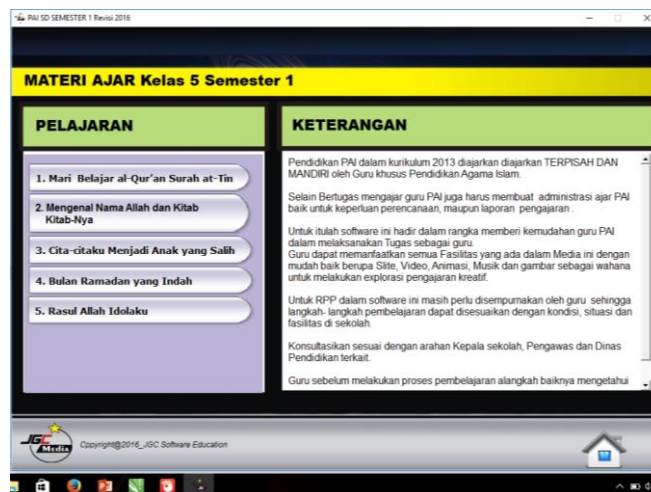 PAI SD SEMESTER 1 Revisi 2016
MATERI AJAR Kelas 5 Semester 1
PELAJARAN
1. Mari Belajar al-Qur'an Surah at-Tin
2. Mengenal Nama Allah dan Kitab
Kitab-Nya
3. Cita-citaku Menjadi Anak yang Salih
4. Bulan Ramadan yang Indah
5. Rasul Allah Idolaku
KETERANGAN
Pendidikan PAI dalam kurikulum 2013 diajarkan diajarkan TERPISAH DAN
MANDIRI oleh Guru khusus Pendidikan Agama Islam.
Selain Bertugas mengajar guru PAI juga harus membuat administrasi ajar PAI
baik untuk keperluan perencanaan, maupun laporan pengajaran .
Untuk itulah software ini hadir dalam rangka memberi kemudahan guru PAI
dalam melaksanakan Tugas sebagai guru.
Guru dapat memanfaatkan semua Fasilitas yang ada dalam Media ini dengan
mudah baik berupa Slite, Video, Animasi, Musik dan gambar sebagai wahana
untuk melakukan explorasi pengajaran kreatif.
Untuk RPP dalam software ini masih perlu disempurnakan oleh guru sehingga
langkah- langkah pembelajaran dapat disesuaikan dengan kondisi, situasi dan
fasilitas di sekolah.
Konsultasikan sesuai dengan arahan Kepala sekolah, Pengawas dan Dinas
Pendidikan terkait.
Guru sebelum melakukan proses pembelajaran alangkah baiknya mengetahui
JGC
Media
Copyright@2016_JGC Software Education